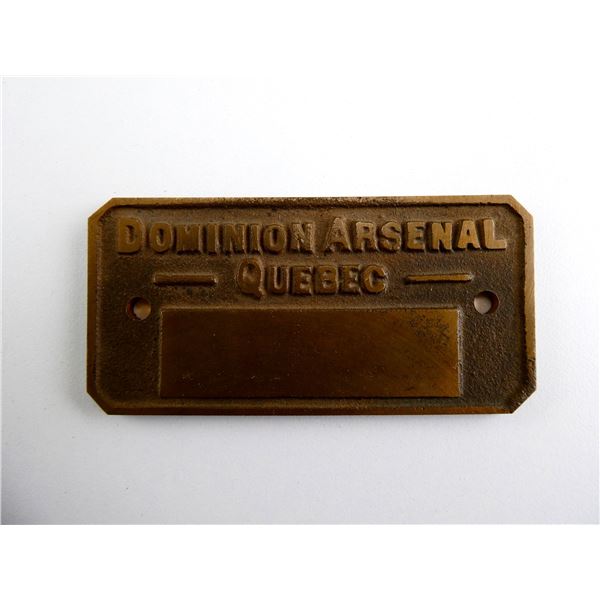 DOMINION ARSENAL
— QUEBEC —